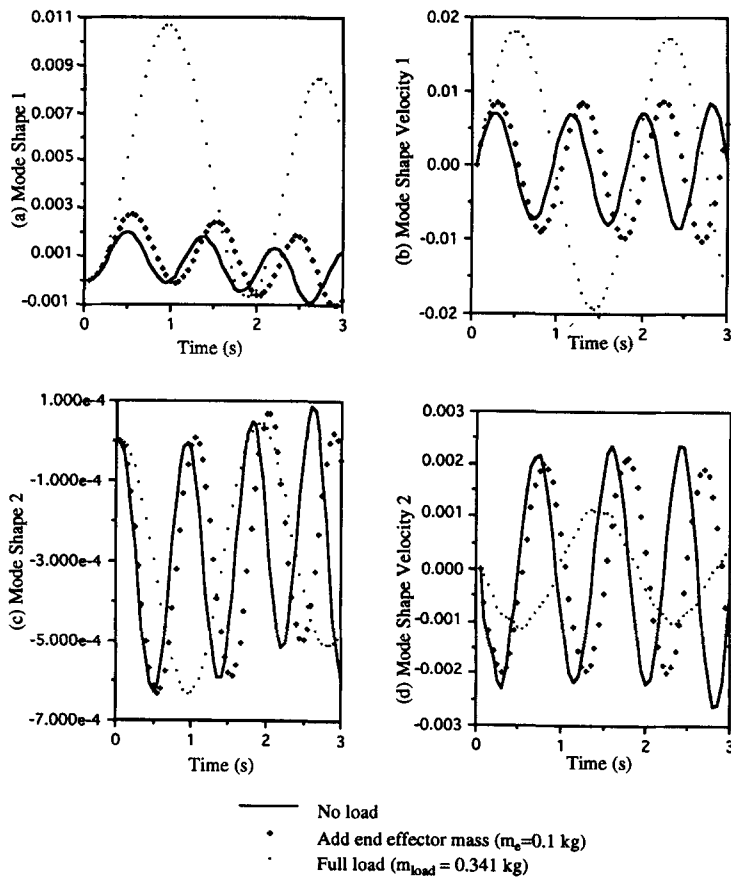 (a) Mode Shape 1
0.011
0.009
0.007
0.005
0.003
0.001
-0.001
0
1
2
3
Time (s)
(b) Mode Shape Velocity 1
0.02
0.01
0.00
-0.01
-0.02
0
1
2
3
Time (s)
(c) Mode Shape 2
1.000e-4
-1.000e-4
-3.000e-4
-5.000e-4
-7.000e-4
0
1
2
3
Time (s)
(d) Mode Shape Velocity 2
0.003
0.002
0.001
0.000
-0.001
-0.002
-0.003
0
1
2
3
Time (s)
No load
Add end effector mass (mₑ=0.1 kg)
Full load (m_load = 0.341 kg)